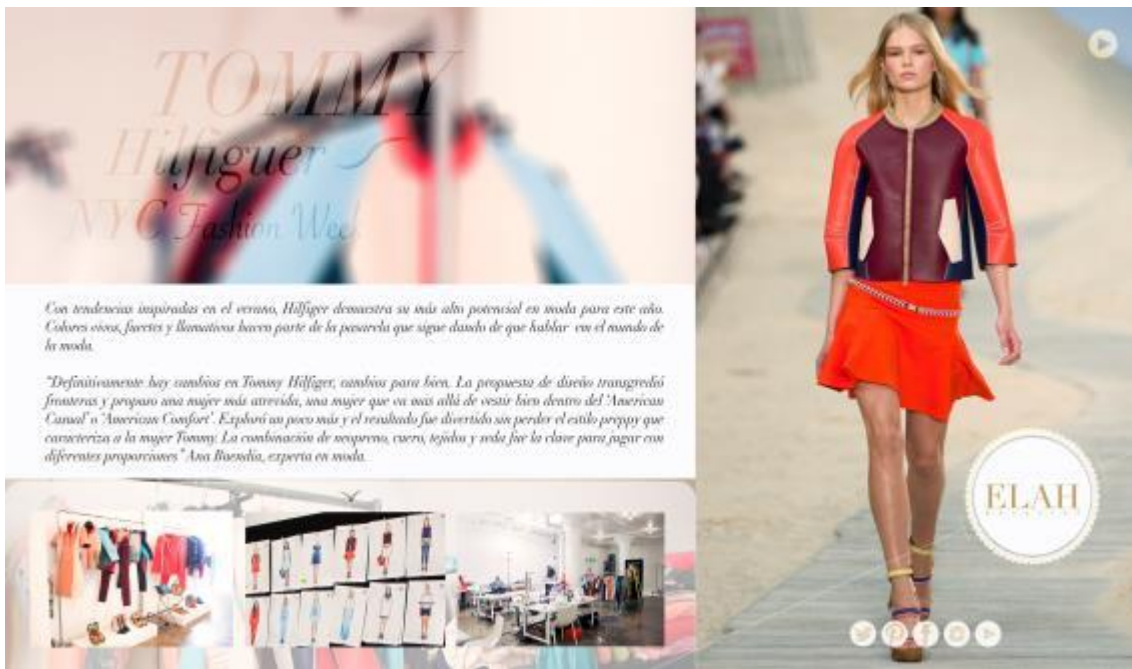 TOMMY
Hilfiguer
NYC Fashion Week
Con tendencias inspiradas en el verano, Hilfiger demuestra su más alto potencial en moda para este año.
Colores vivos, fuertes y llamativos hacen parte de la pasarela que sigue dando de que hablar em el mundo de
la moda.
"Definitivamente hay cambios en Tommy Hilfiger, cambios para bien. La propuesta de diseño transgredió
fronteras y propuso una mujer más atrevida, una mujer que va mas allá de vestir bien dentro del 'American
Casual' o 'American Comfort'. Exploró un poco más y el resultado fue divertido sin perder el estilo preppy que
caracteriza a la mujer Tommy. La combinación de neopreno, cuero, tejidos y seda fue la clave para jugar con
diferentes proporciones" Ana Buendía, experta en moda.
ELAH